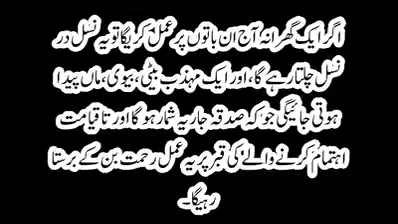 اگر ایک گھرانہ آج ان باتوں پر عمل کریگا تو یہ نسل در
نسل چلتا رہے گا، اور ایک مہذب بیٹی، بیوی، ماں پیدا
ہوتی جائیگی جو کہ صدقہ جاریہ شمار ہو گا اور تا قیامت
اہتمام کرنے والے کی قبر پر یہ عمل رحمت بن کے برستا
رہیگا۔